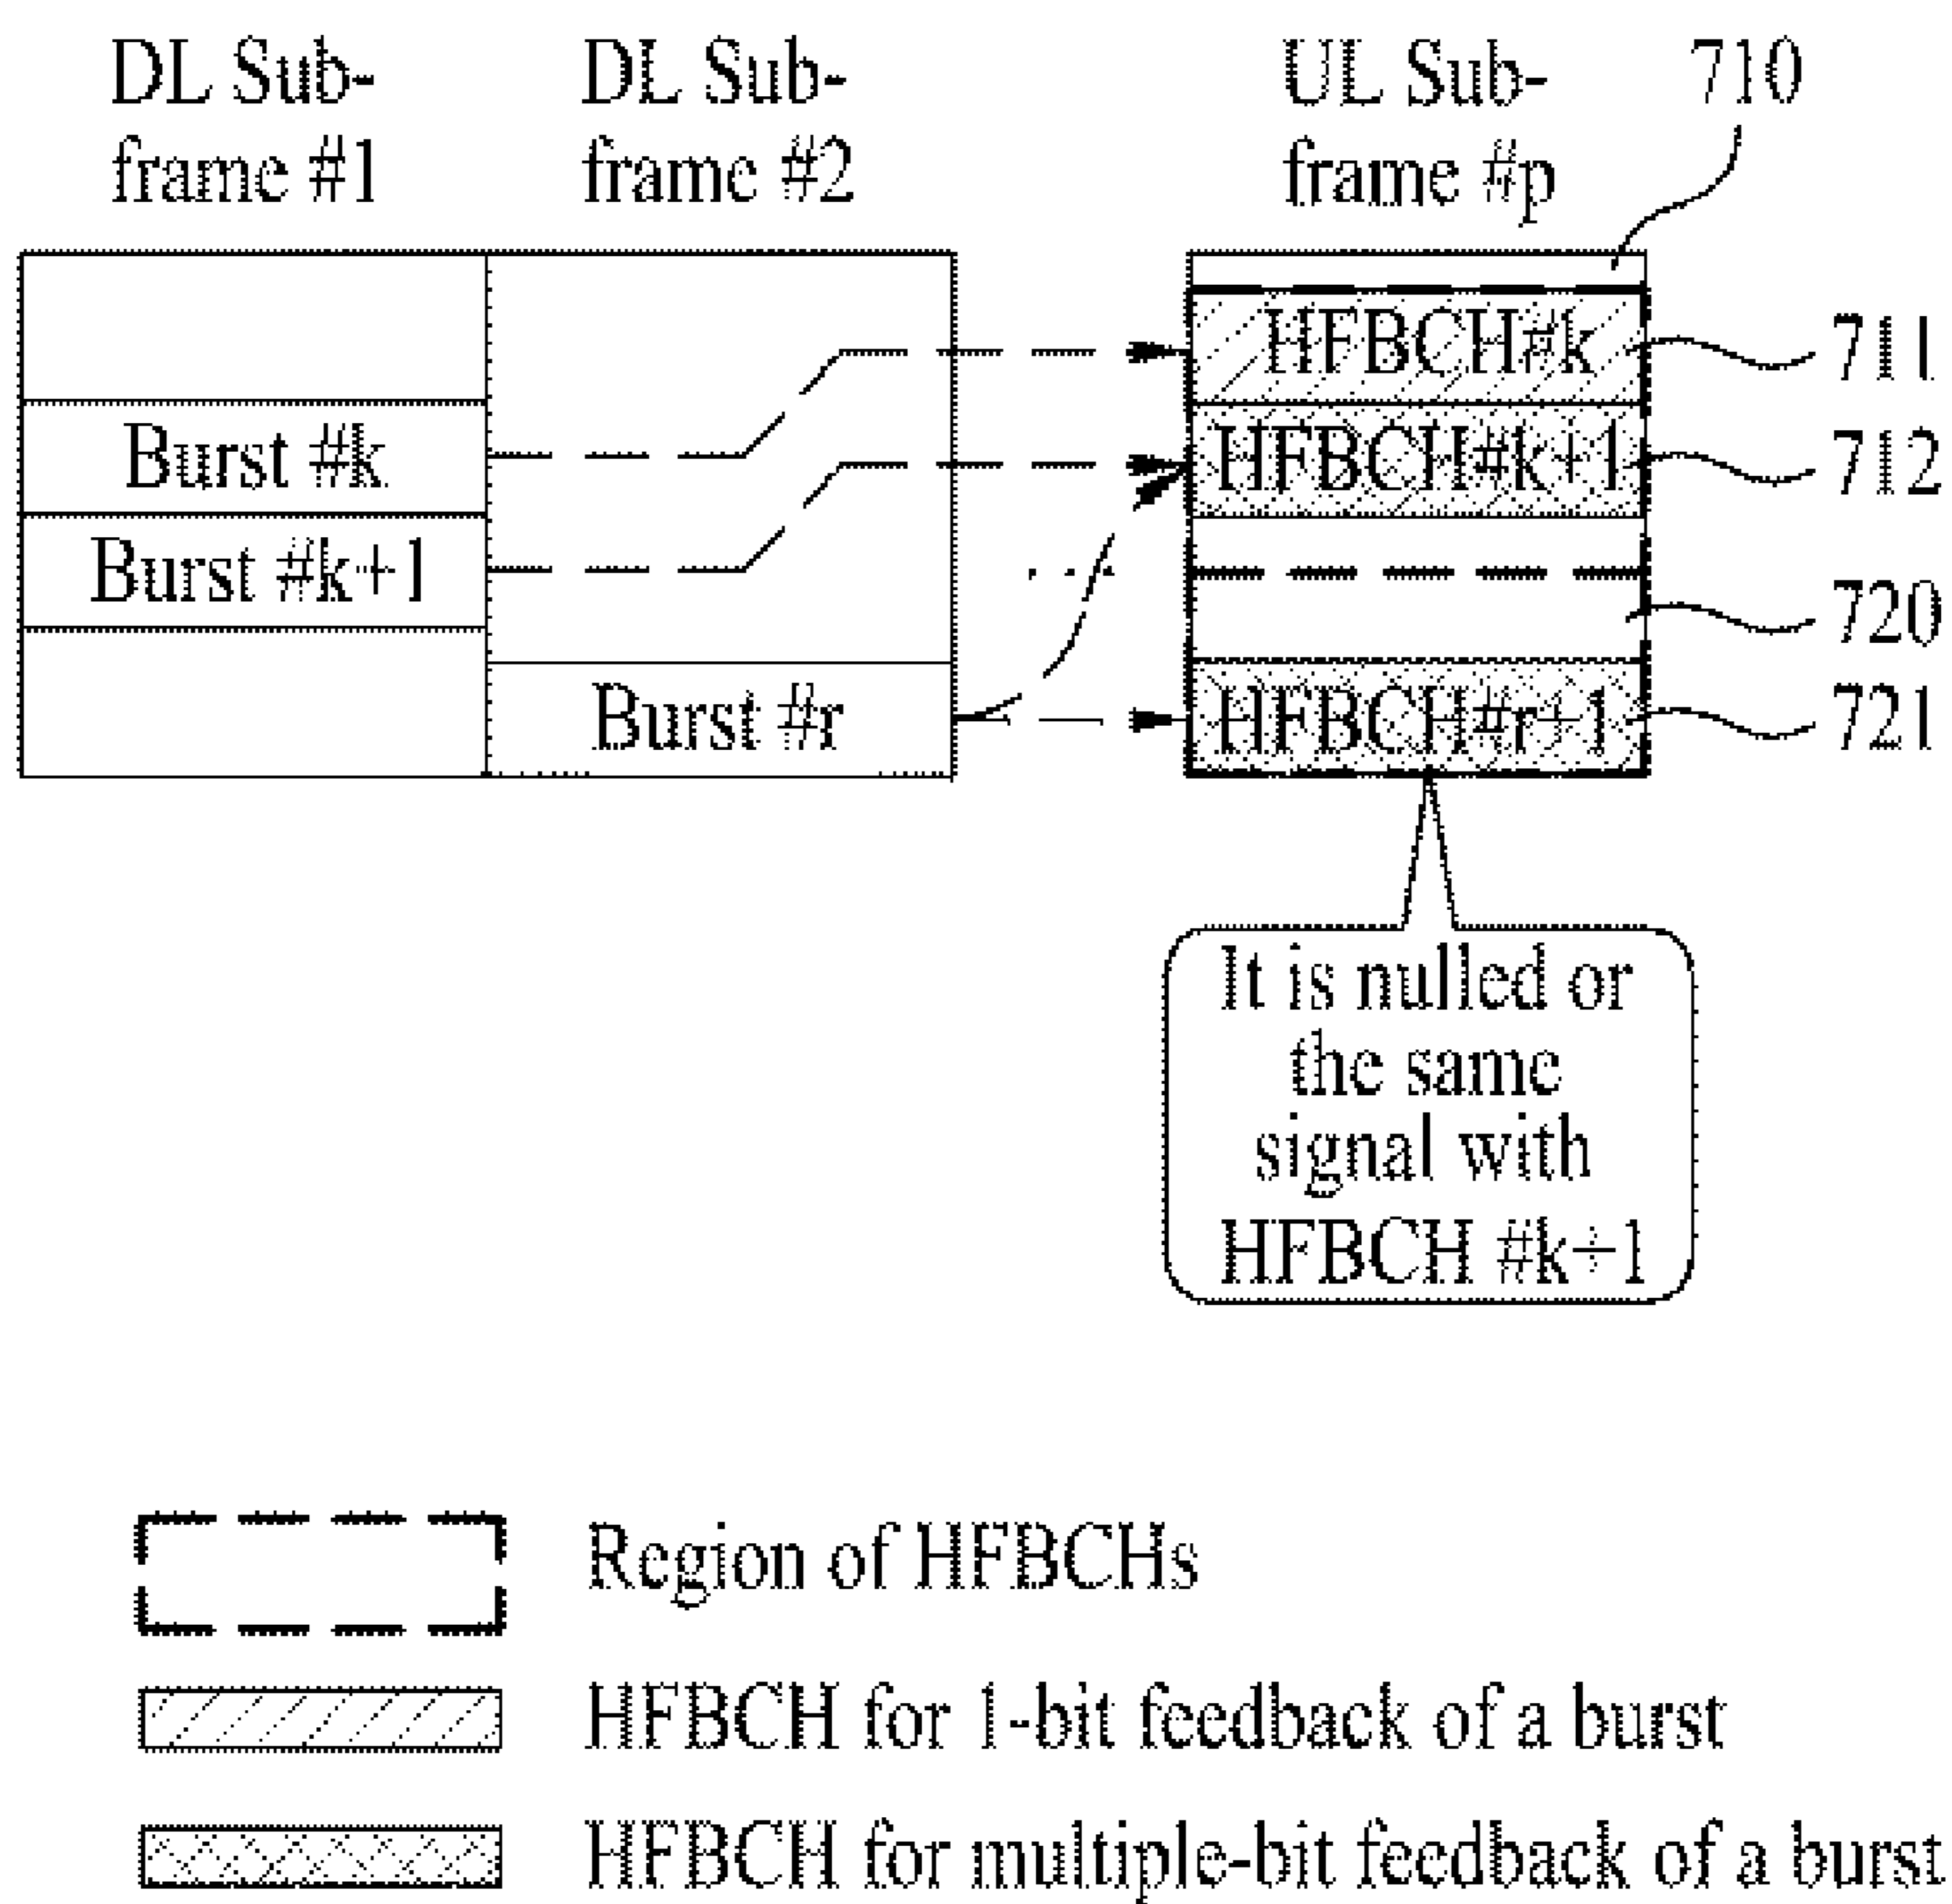 DL Sub-
frame #1
DL Sub-
frame #2
UL Sub-
frame #p
710
HFBCH#k
711
Burst #k
HFBCH#k+1
712
Burst #k+1
720
Burst #r
HFBCH#r+1
721
It is nulled or
the same
signal with
HFBCH #k+1
Region of HFBCHs
HFBCH for 1-bit feedback of a burst
HFBCH for multiple-bit feedback of a burst